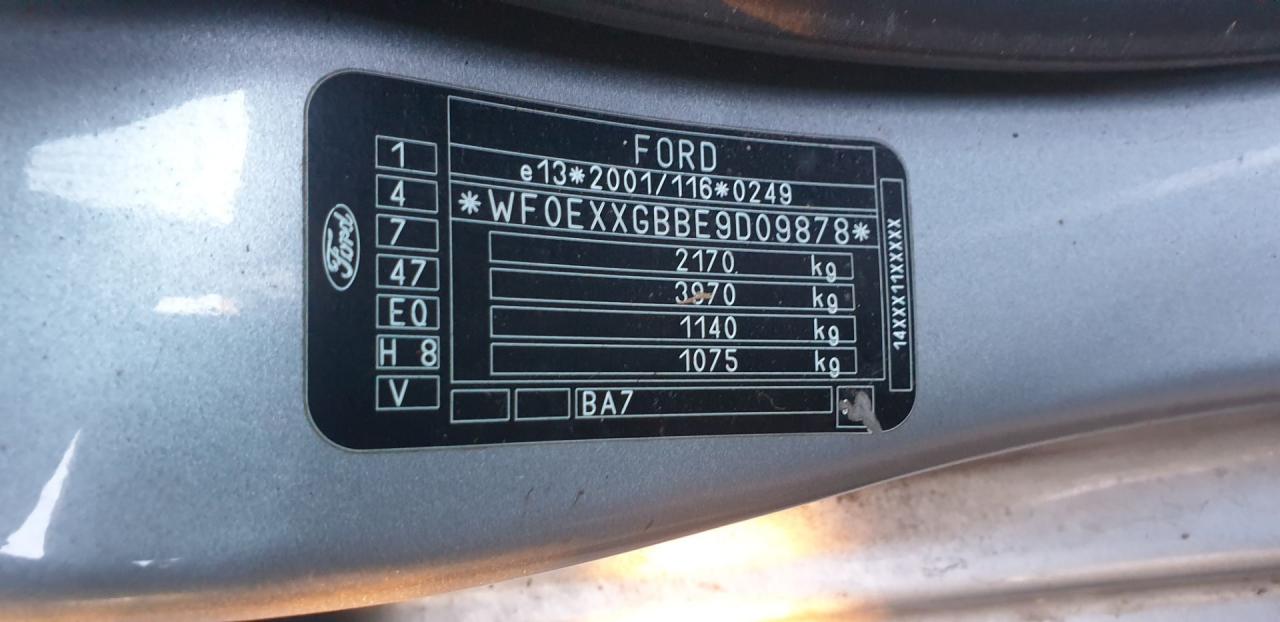 Ford
1
4
7
47
EQ
H 8
V
FORD
e13*2001/116*0249
*WF0EXXGBBE9D09878*
2170 kg
3970 kg
1140 kg
1075 kg
BA7
14XXX11XXXXX